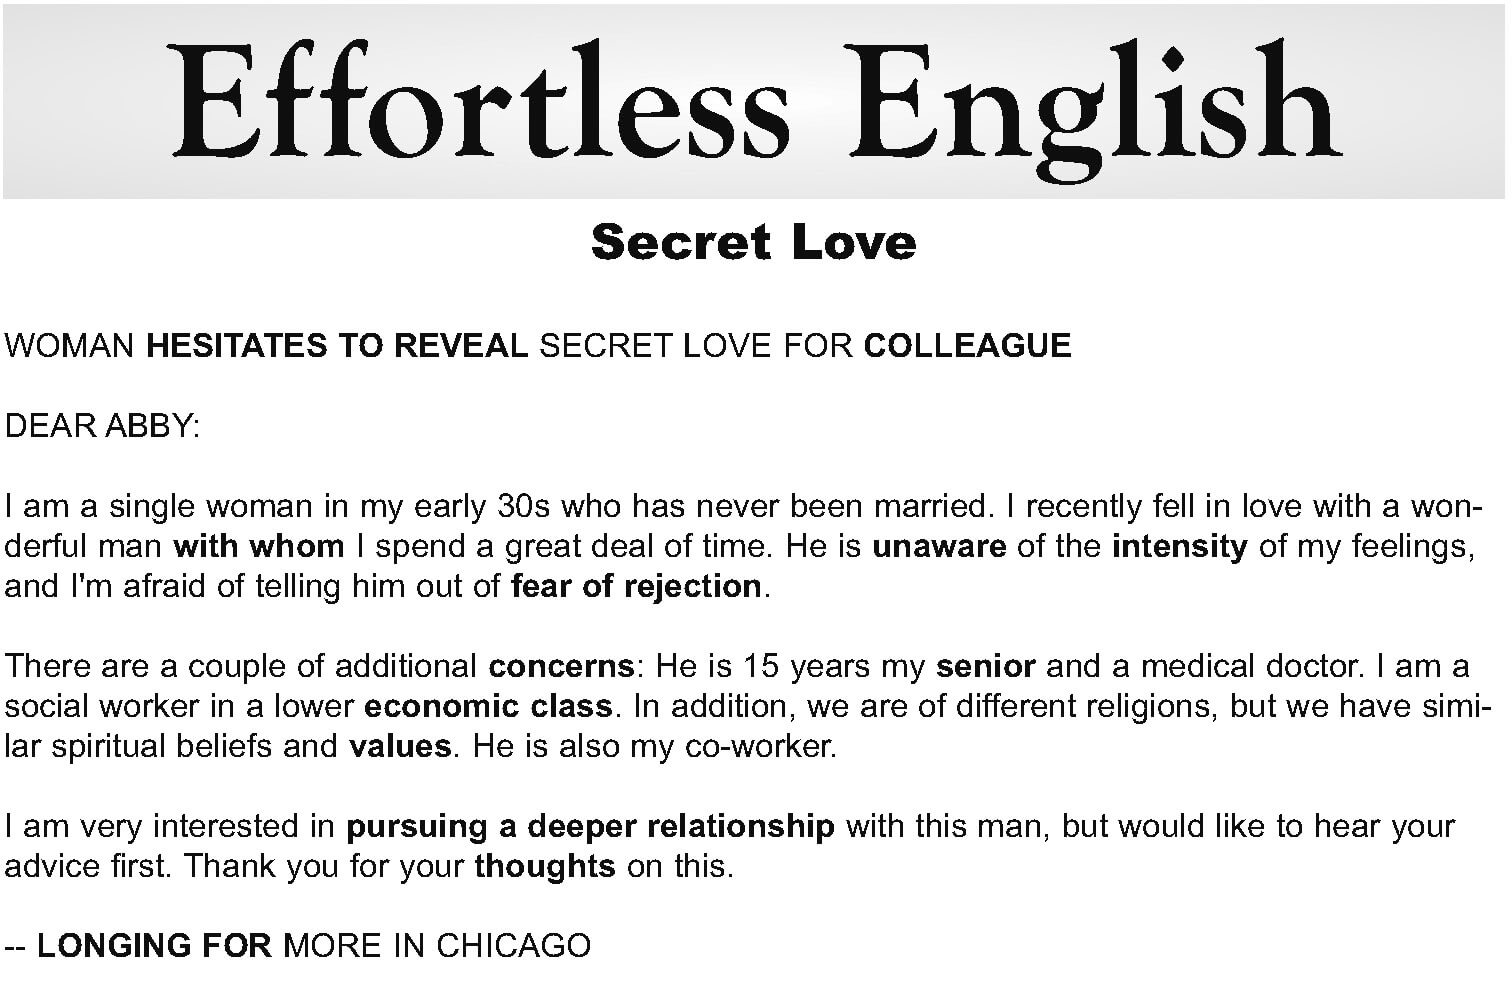 Effortless English
Secret Love
WOMAN HESITATES TO REVEAL SECRET LOVE FOR COLLEAGUE
DEAR ABBY:
I am a single woman in my early 30s who has never been married. I recently fell in love with a won-
derful man with whom I spend a great deal of time. He is unaware of the intensity of my feelings,
and I'm afraid of telling him out of fear of rejection.
There are a couple of additional concerns: He is 15 years my senior and a medical doctor. I am a
social worker in a lower economic class. In addition, we are of different religions, but we have simi-
lar spiritual beliefs and values. He is also my co-worker.
I am very interested in pursuing a deeper relationship with this man, but would like to hear your
advice first. Thank you for your thoughts on this.
-- LONGING FOR MORE IN CHICAGO